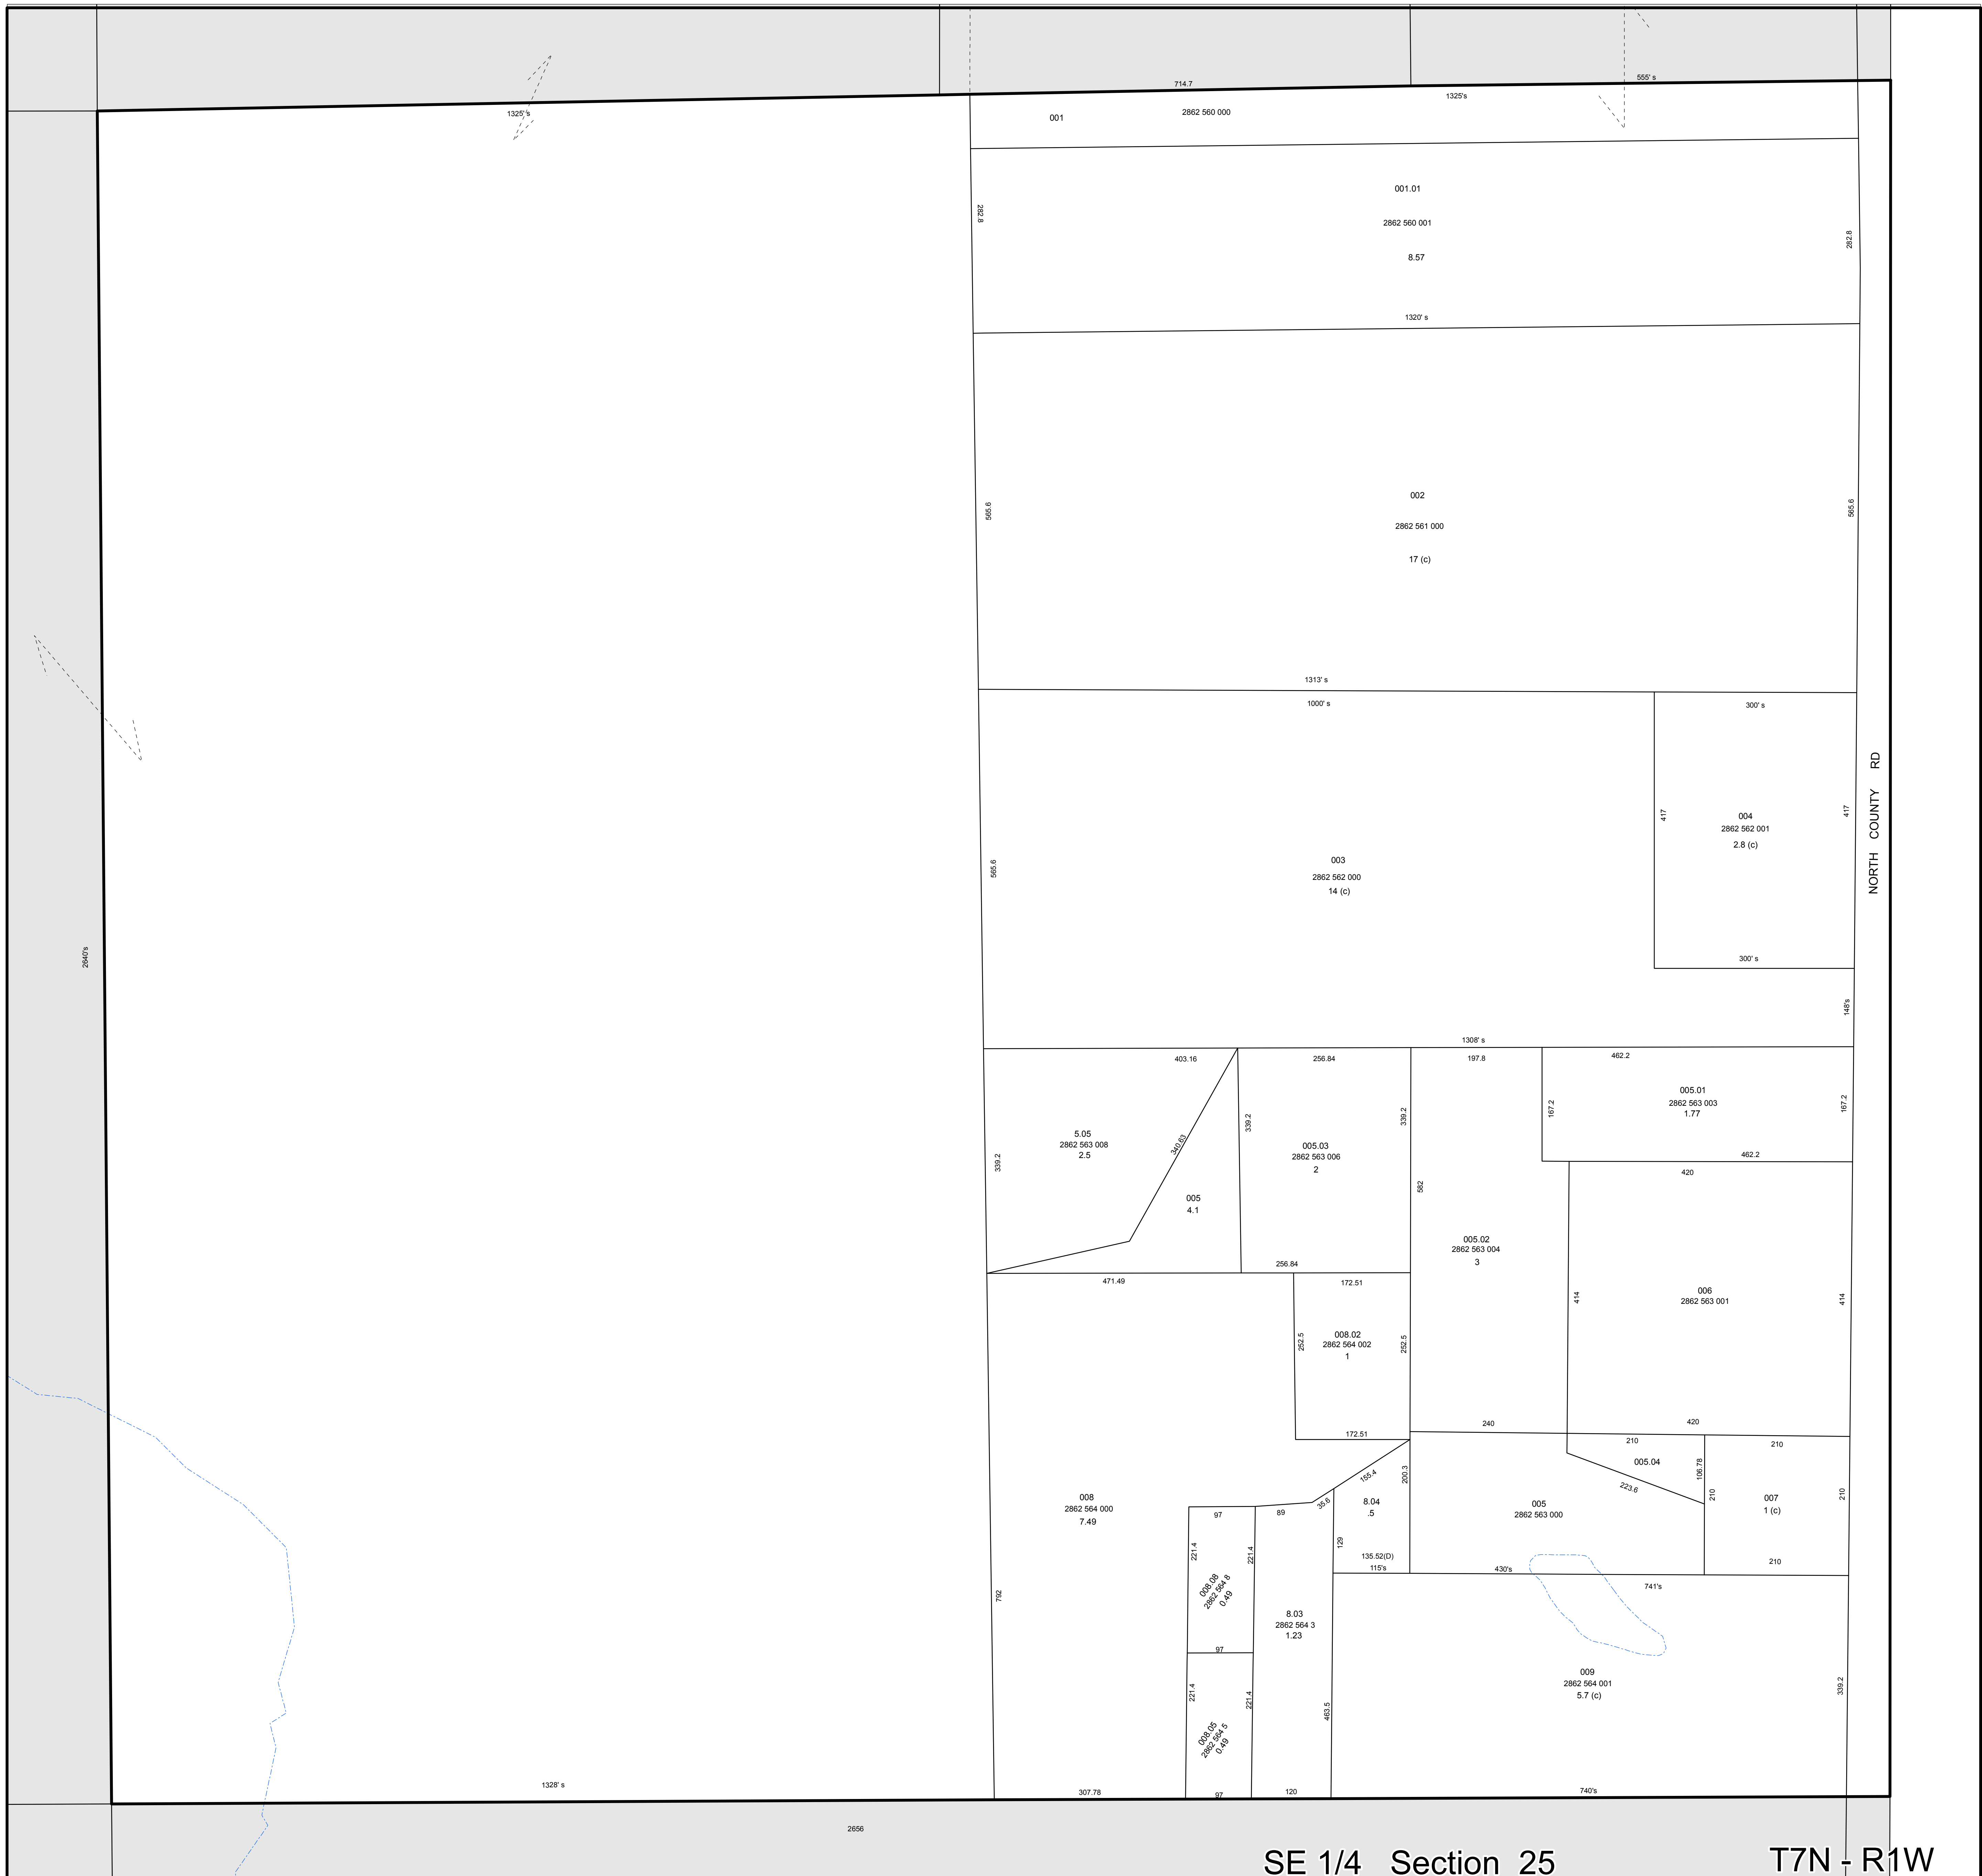 714.7
555' s
1325' s
1325's
001
2862 560 000
282.8
001.01
2862 560 001
8.57
282.8
1320' s
565.6
002
2862 561 000
17 (c)
565.6
1313' s
1000' s
300' s
565.6
003
2862 562 000
14 (c)
417
004
2862 562 001
2.8 (c)
417
NORTH COUNTY RD
2640's
300' s
148's
1308' s
403.16
256.84
197.8
462.2
005.01
2862 563 003
1.77
167.2
167.2
462.2
5.05
2862 563 008
2.5
339.2
340.63
005
4.1
339.2
005.03
2862 563 006
2
339.2
256.84
582
005.02
2862 563 004
3
420
414
006
2862 563 001
414
471.49
172.51
252.5
008.02
2862 564 002
1
252.5
172.51
240
420
210
005.04
106.78
223.6
210
210
007
1 (c)
210
210
155.4
200.3
35.6
8.04
.5
129
135.52(D)
115's
005
2862 563 000
430's
741's
008
2862 564 000
7.49
97
89
221.4
008.08
2862 564 8
0.49
221.4
97
792
8.03
2862 564 3
1.23
221.4
008.05
2862 564 5
0.49
221.4
463.5
009
2862 564 001
5.7 (c)
339.2
1328' s
307.78
97
120
740's
2656
SE 1/4 Section 25
T7N - R1W